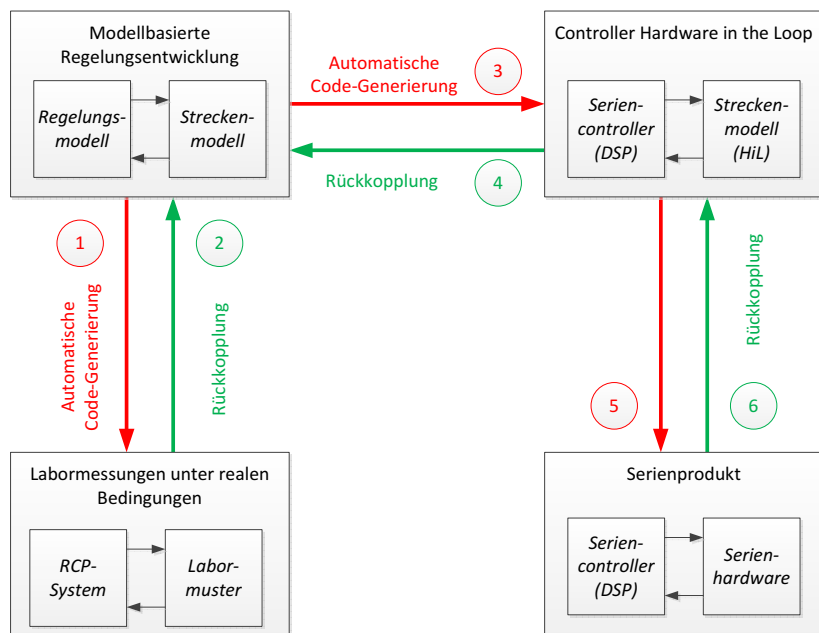 Modellbasierte
Regelungsentwicklung
Regelungs-
modell
Strecken-
modell
Automatische
Code-Generierung
3
Rückkopplung
4
Controller Hardware in the Loop
Serien-
controller
(DSP)
Strecken-
modell
(HiL)
1
Automatische
Code-Generierung
2
Rückkopplung
5
6
Rückkopplung
Labormessungen unter realen
Bedingungen
RCP-
System
Labor-
muster
Serienprodukt
Serien-
controller
(DSP)
Serien-
hardware